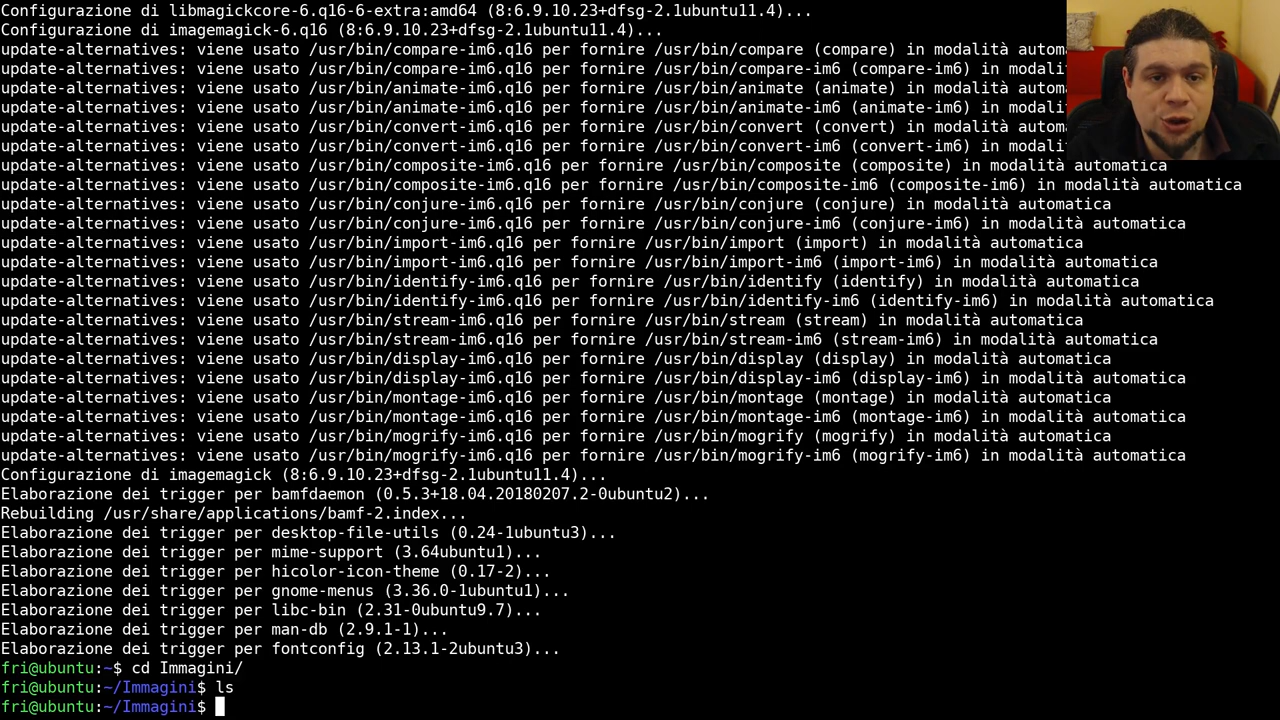 Configurazione di libmagickcore-6.q16-6-extra:amd64 (8:6.9.10.23+dfsg-2.1ubuntu11.4)...
Configurazione di imagemagick-6.q16 (8:6.9.10.23+dfsg-2.1ubuntu11.4)...
update-alternatives: viene usato /usr/bin/compare-im6.q16 per fornire /usr/bin/compare (compare) in modalità
update-alternatives: viene usato /usr/bin/compare-im6.q16 per fornire /usr/bin/compare-im6 (compare-im6) in
update-alternatives: viene usato /usr/bin/animate-im6.q16 per fornire /usr/bin/animate (animate) in modalità
update-alternatives: viene usato /usr/bin/animate-im6.q16 per fornire /usr/bin/animate-im6 (animate-im6) in
update-alternatives: viene usato /usr/bin/convert-im6.q16 per fornire /usr/bin/convert (convert) in modalità
update-alternatives: viene usato /usr/bin/convert-im6.q16 per fornire /usr/bin/convert-im6 (convert-im6) in
update-alternatives: viene usato /usr/bin/composite-im6.q16 per fornire /usr/bin/composite (composite) in modalità automatica
update-alternatives: viene usato /usr/bin/composite-im6.q16 per fornire /usr/bin/composite-im6 (composite-im6) in modalità automatica
update-alternatives: viene usato /usr/bin/conjure-im6.q16 per fornire /usr/bin/conjure (conjure) in modalità automatica
update-alternatives: viene usato /usr/bin/conjure-im6.q16 per fornire /usr/bin/conjure-im6 (conjure-im6) in modalità automatica
update-alternatives: viene usato /usr/bin/import-im6.q16 per fornire /usr/bin/import (import) in modalità automatica
update-alternatives: viene usato /usr/bin/import-im6.q16 per fornire /usr/bin/import-im6 (import-im6) in modalità automatica
update-alternatives: viene usato /usr/bin/identify-im6.q16 per fornire /usr/bin/identify (identify) in modalità automatica
update-alternatives: viene usato /usr/bin/identify-im6.q16 per fornire /usr/bin/identify-im6 (identify-im6) in modalità automatica
update-alternatives: viene usato /usr/bin/stream-im6.q16 per fornire /usr/bin/stream (stream) in modalità automatica
update-alternatives: viene usato /usr/bin/stream-im6.q16 per fornire /usr/bin/stream-im6 (stream-im6) in modalità automatica
update-alternatives: viene usato /usr/bin/display-im6.q16 per fornire /usr/bin/display (display) in modalità automatica
update-alternatives: viene usato /usr/bin/display-im6.q16 per fornire /usr/bin/display-im6 (display-im6) in modalità automatica
update-alternatives: viene usato /usr/bin/montage-im6.q16 per fornire /usr/bin/montage (montage) in modalità automatica
update-alternatives: viene usato /usr/bin/montage-im6.q16 per fornire /usr/bin/montage-im6 (montage-im6) in modalità automatica
update-alternatives: viene usato /usr/bin/mogrify-im6.q16 per fornire /usr/bin/mogrify (mogrify) in modalità automatica
update-alternatives: viene usato /usr/bin/mogrify-im6.q16 per fornire /usr/bin/mogrify-im6 (mogrify-im6) in modalità automatica
Configurazione di imagemagick (8:6.9.10.23+dfsg-2.1ubuntu11.4)...
Elaborazione dei trigger per bamfdaemon (0.5.3+18.04.20180207.2-0ubuntu2)...
Rebuilding /usr/share/applications/bamf-2.index...
Elaborazione dei trigger per desktop-file-utils (0.24-1ubuntu3)...
Elaborazione dei trigger per mime-support (3.64ubuntu1)...
Elaborazione dei trigger per hicolor-icon-theme (0.17-2)...
Elaborazione dei trigger per gnome-menus (3.36.0-1ubuntu1)...
Elaborazione dei trigger per libc-bin (2.31-0ubuntu9.7)...
Elaborazione dei trigger per man-db (2.9.1-1)...
Elaborazione dei trigger per fontconfig (2.13.1-2ubuntu3)...
fri@ubuntu:~$ cd Immagini/
fri@ubuntu:~/Immagini$ ls
fri@ubuntu:~/Immagini$